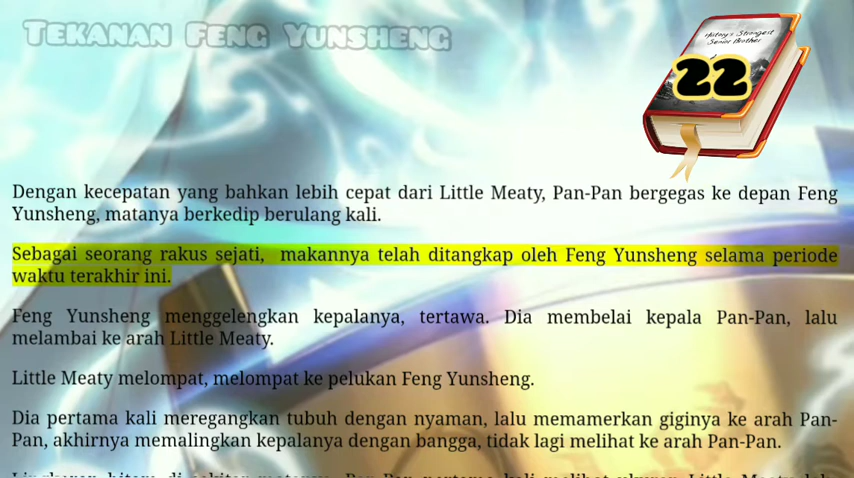 Tekanan Feng Yunsheng
History's Strongest
Senior Brother
22
Dengan kecepatan yang bahkan lebih cepat dari Little Meaty, Pan-Pan bergegas ke depan Feng
Yunsheng, matanya berkedip berulang kali.
Sebagai seorang rakus sejati,  makannya telah ditangkap oleh Feng Yunsheng selama periode
waktu terakhir ini.
Feng Yunsheng menggelengkan kepalanya, tertawa. Dia membelai kepala Pan-Pan, lalu
melambai ke arah Little Meaty.
Little Meaty melompat, melompat ke pelukan Feng Yunsheng.
Dia pertama kali meregangkan tubuh dengan nyaman, lalu memamerkan giginya ke arah Pan-
Pan, akhirnya memalingkan kepalanya dengan bangga, tidak lagi melihat ke arah Pan-Pan.